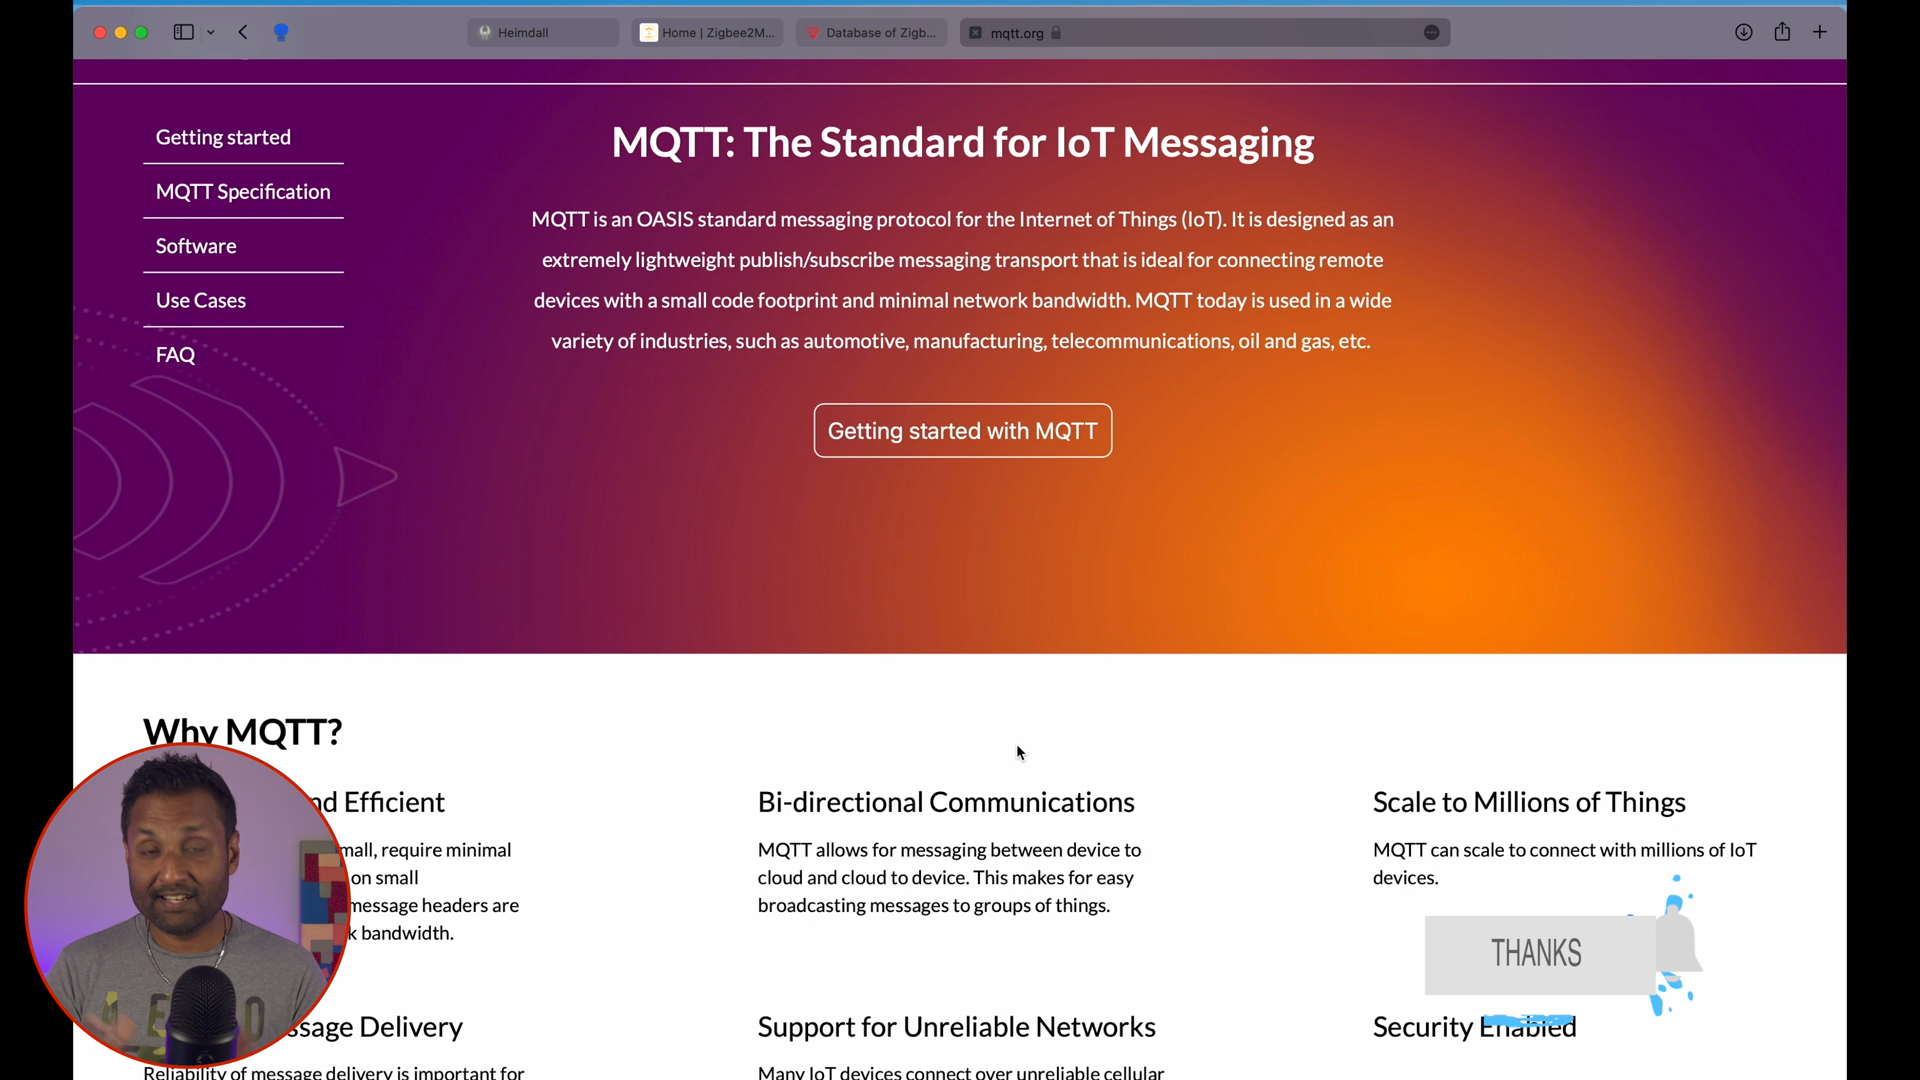 Heimdall
Home | Zigbee2M...
Database of Zigb...
mqtt.org
Getting started
MQTT Specification
Software
Use Cases
FAQ
MQTT: The Standard for IoT Messaging
MQTT is an OASIS standard messaging protocol for the Internet of Things (IoT). It is designed as an
extremely lightweight publish/subscribe messaging transport that is ideal for connecting remote
devices with a small code footprint and minimal network bandwidth. MQTT today is used in a wide
variety of industries, such as automotive, manufacturing, telecommunications, oil and gas, etc.
Getting started with MQTT
Why MQTT?
Efficient
require minimal
on small
message headers are
bandwidth.
Bi-directional Communications
MQTT allows for messaging between device to
cloud and cloud to device. This makes for easy
broadcasting messages to groups of things.
Scale to Millions of Things
MQTT can scale to connect with millions of IoT
devices.
THANKS
Delivery
Reliability of message delivery is important for
Support for Unreliable Networks
Many IoT devices connect over unreliable cellular
Security Enabled